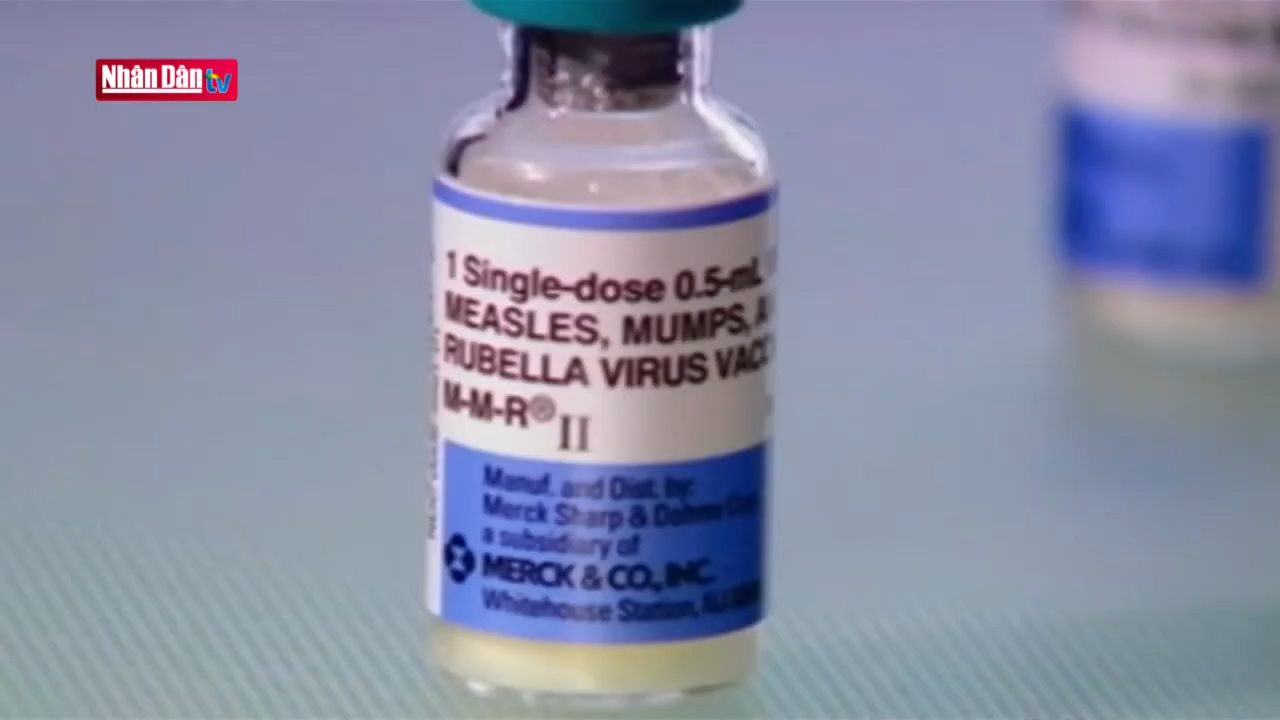 Nhân Dân tv
1 Single-dose 0.5-mL
MEASLES, MUMPS,
RUBELLA VIRUS
M-M-R® II
Manuf. and Dist. by:
Merck Sharp & Dohme
a subsidiary of
MERCK & CO., INC.
Whitehouse Station, NJ